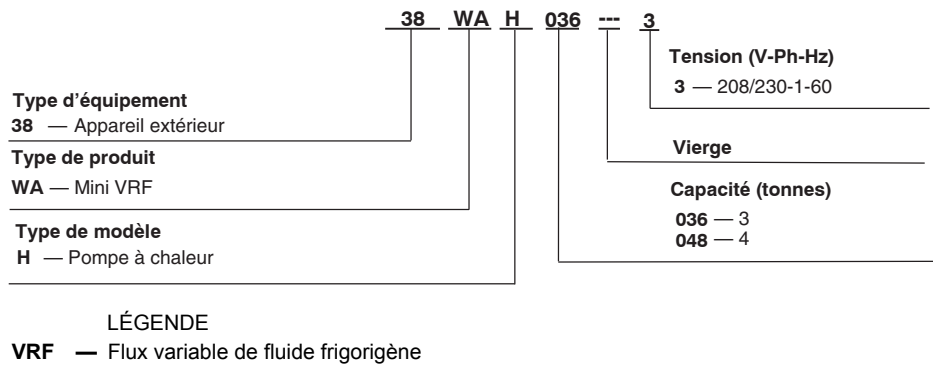 38 WA H 036 --- 3
Type d'équipement
38 — Appareil extérieur
Type de produit
WA — Mini VRF
Type de modèle
H — Pompe à chaleur
Tension (V-Ph-Hz)
3 — 208/230-1-60
Vierge
Capacité (tonnes)
036 — 3
048 — 4
LÉGENDE
VRF — Flux variable de fluide frigorigène